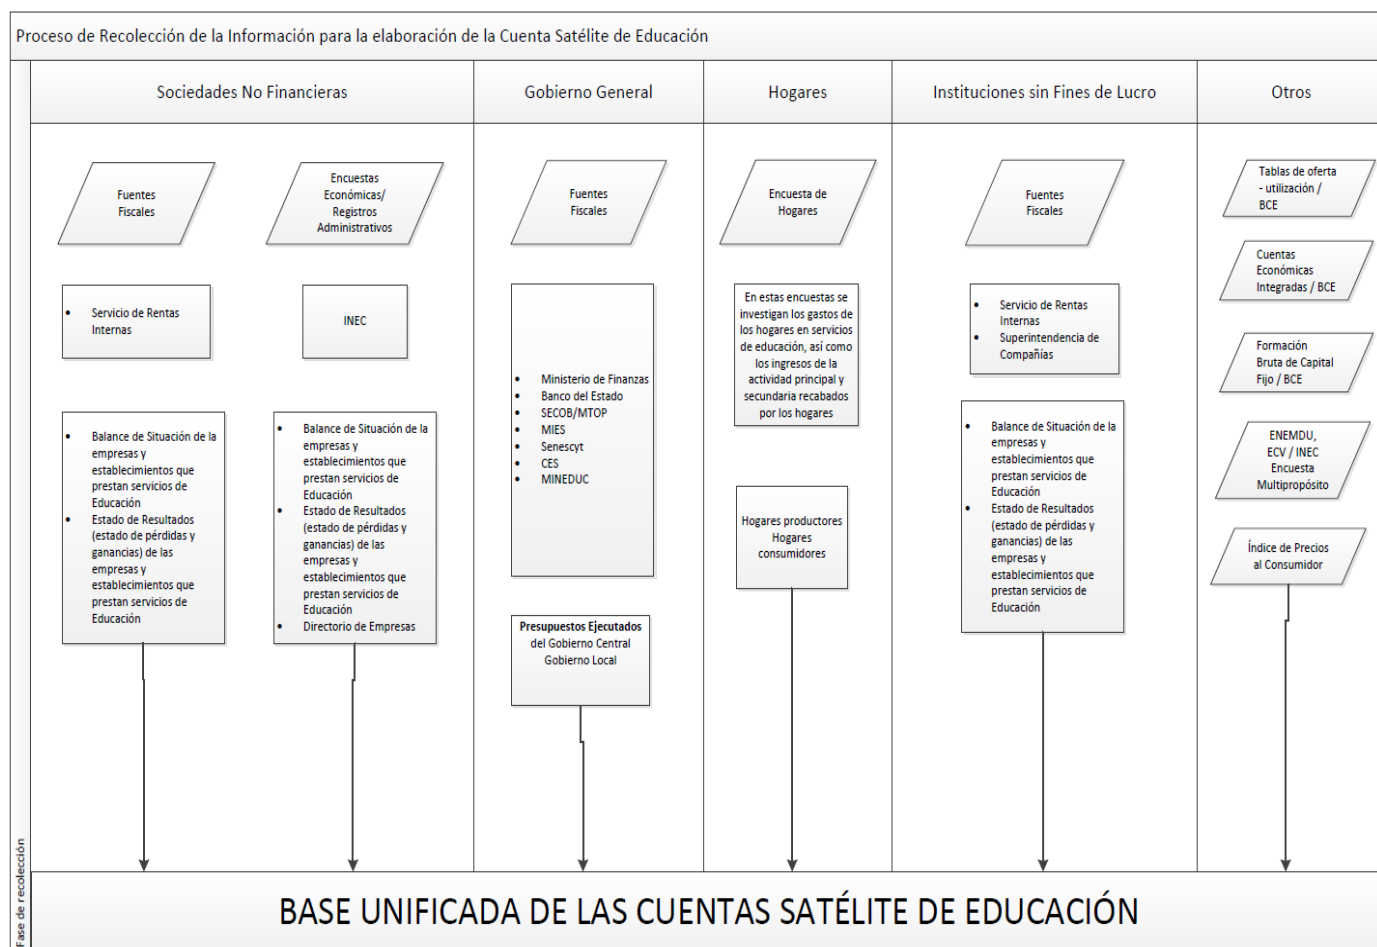 Proceso de Recolección de la Información para la elaboración de la Cuenta Satélite de Educación
Fase de recolección
Sociedades No Financieras
Gobierno General
Hogares
Instituciones sin Fines de Lucro
Otros
Fuentes
Fiscales
• Servicio de Rentas
Internas
• Balance de Situación de la
empresas y
establecimientos que
prestan servicios de
Educación
• Estado de Resultados
(estado de pérdidas y
ganancias) de las
empresas y
establecimientos que
prestan servicios de
Educación
Encuestas
Económicas/
Registros
Administrativos
INEC
• Balance de Situación de la
empresas y
establecimientos que
prestan servicios de
Educación
• Estado de Resultados
(estado de pérdidas y
ganancias) de las
empresas y
establecimientos que
prestan servicios de
Educación
• Directorio de Empresas
Fuentes
Fiscales
• Ministerio de Finanzas
• Banco del Estado
• SECOB/MTOP
• MIES
• Senescyt
• CES
• MINEDUC
Presupuestos Ejecutados
del Gobierno Central
Gobierno Local
Encuesta de
Hogares
En estas encuestas se
investigan los gastos de
los hogares en servicios
de educación, así como
los ingresos de la
actividad principal y
secundaria recabados
por los hogares
Hogares productores
Hogares
consumidores
Fuentes
Fiscales
• Servicio de Rentas
Internas
• Superintendencia de
Compañías
• Balance de Situación de la
empresas y
establecimientos que
prestan servicios de
Educación
• Estado de Resultados
(estado de pérdidas y
ganancias) de las
empresas y
establecimientos que
prestan servicios de
Educación
Tablas de oferta
- utilización /
BCE
Cuentas
Económicas
Integradas / BCE
Formación
Bruta de Capital
Fijo / BCE
ENEMDU,
ECV / INEC
Encuesta
Multipropósito
Índice de Precios
al Consumidor
BASE UNIFICADA DE LAS CUENTAS SATÉLITE DE EDUCACIÓN